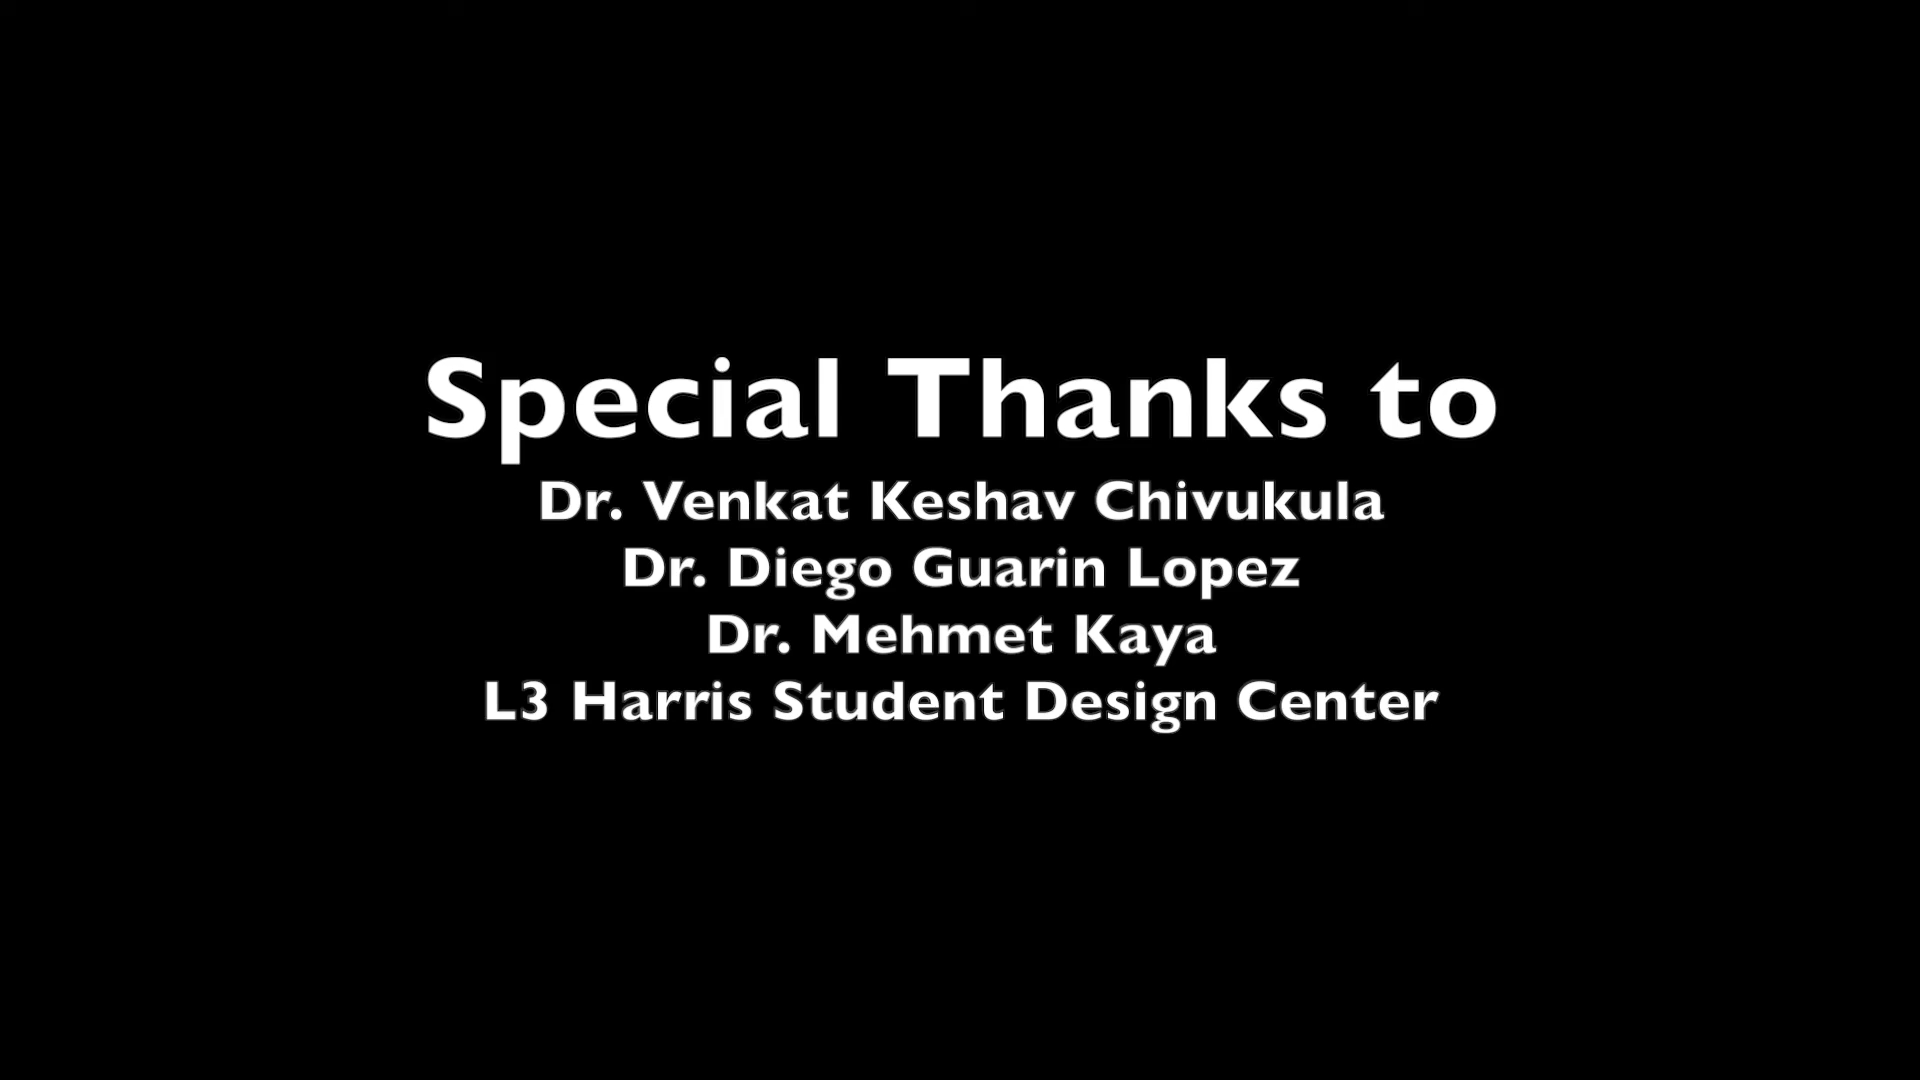 Special Thanks to
Dr. Venkat Keshav Chivukula
Dr. Diego Guarin Lopez
Dr. Mehmet Kaya
L3 Harris Student Design Center